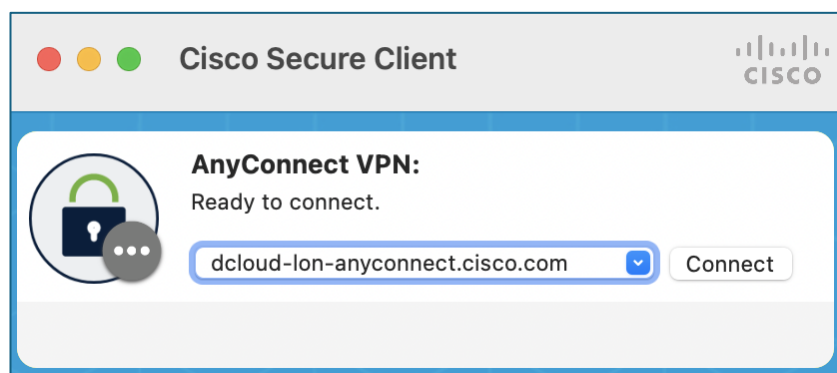 Cisco Secure Client
CISCO
AnyConnect VPN:
Ready to connect.
dcloud-lon-anyconnect.cisco.com
Connect